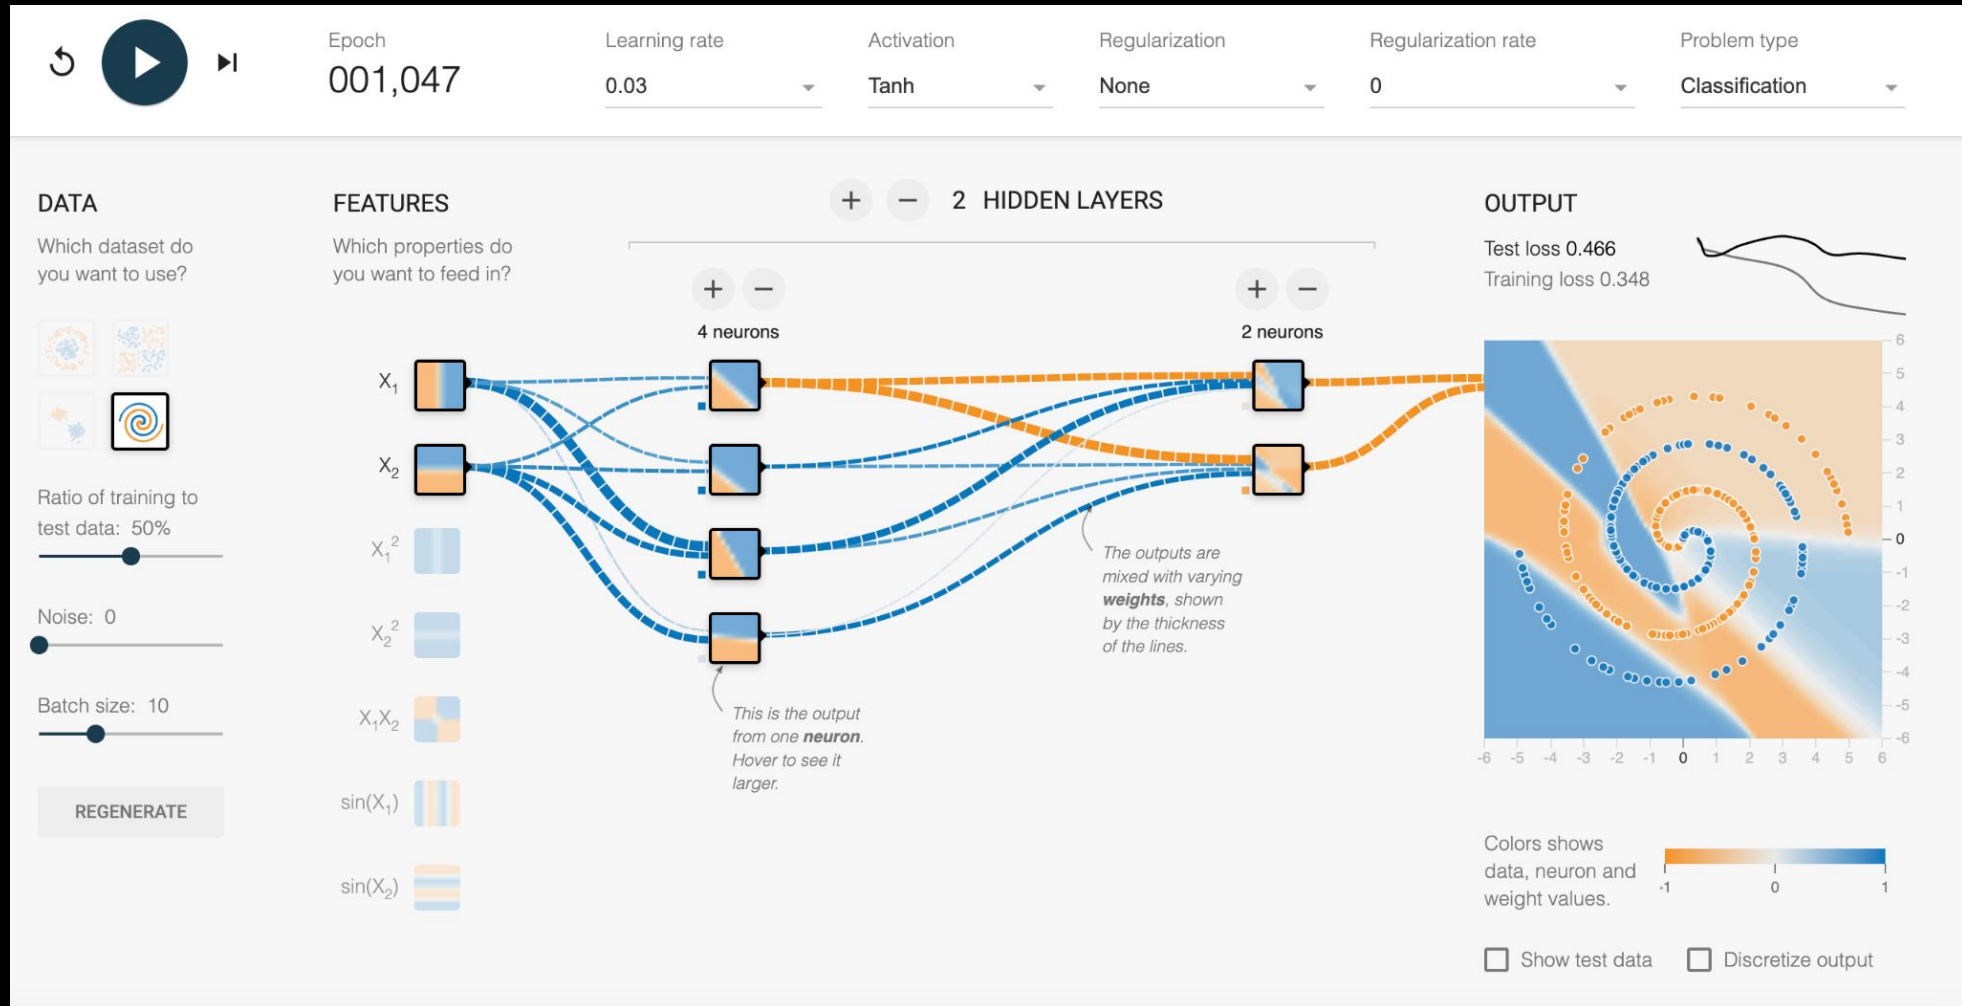 Epoch
001,047
Learning rate
0.03
Activation
Tanh
Regularization
None
Regularization rate
0
Problem type
Classification
DATA
Which dataset do
you want to use?
Ratio of training to
test data: 50%
Noise: 0
Batch size: 10
REGENERATE
FEATURES
Which properties do
you want to feed in?
X₁
X₂
X₁²
X₂²
X₁X₂
sin(X₁)
sin(X₂)
+ − 2 HIDDEN LAYERS
+ −
4 neurons
+ −
2 neurons
This is the output
from one neuron.
Hover to see it
larger.
The outputs are
mixed with varying
weights, shown
by the thickness
of the lines.
OUTPUT
Test loss 0.466
Training loss 0.348
6
5
4
3
2
1
0
-1
-2
-3
-4
-5
-6
-6 -5 -4 -3 -2 -1 0 1 2 3 4 5 6
Colors shows
data, neuron and
weight values.
-1 0 1
Show test data
Discretize output